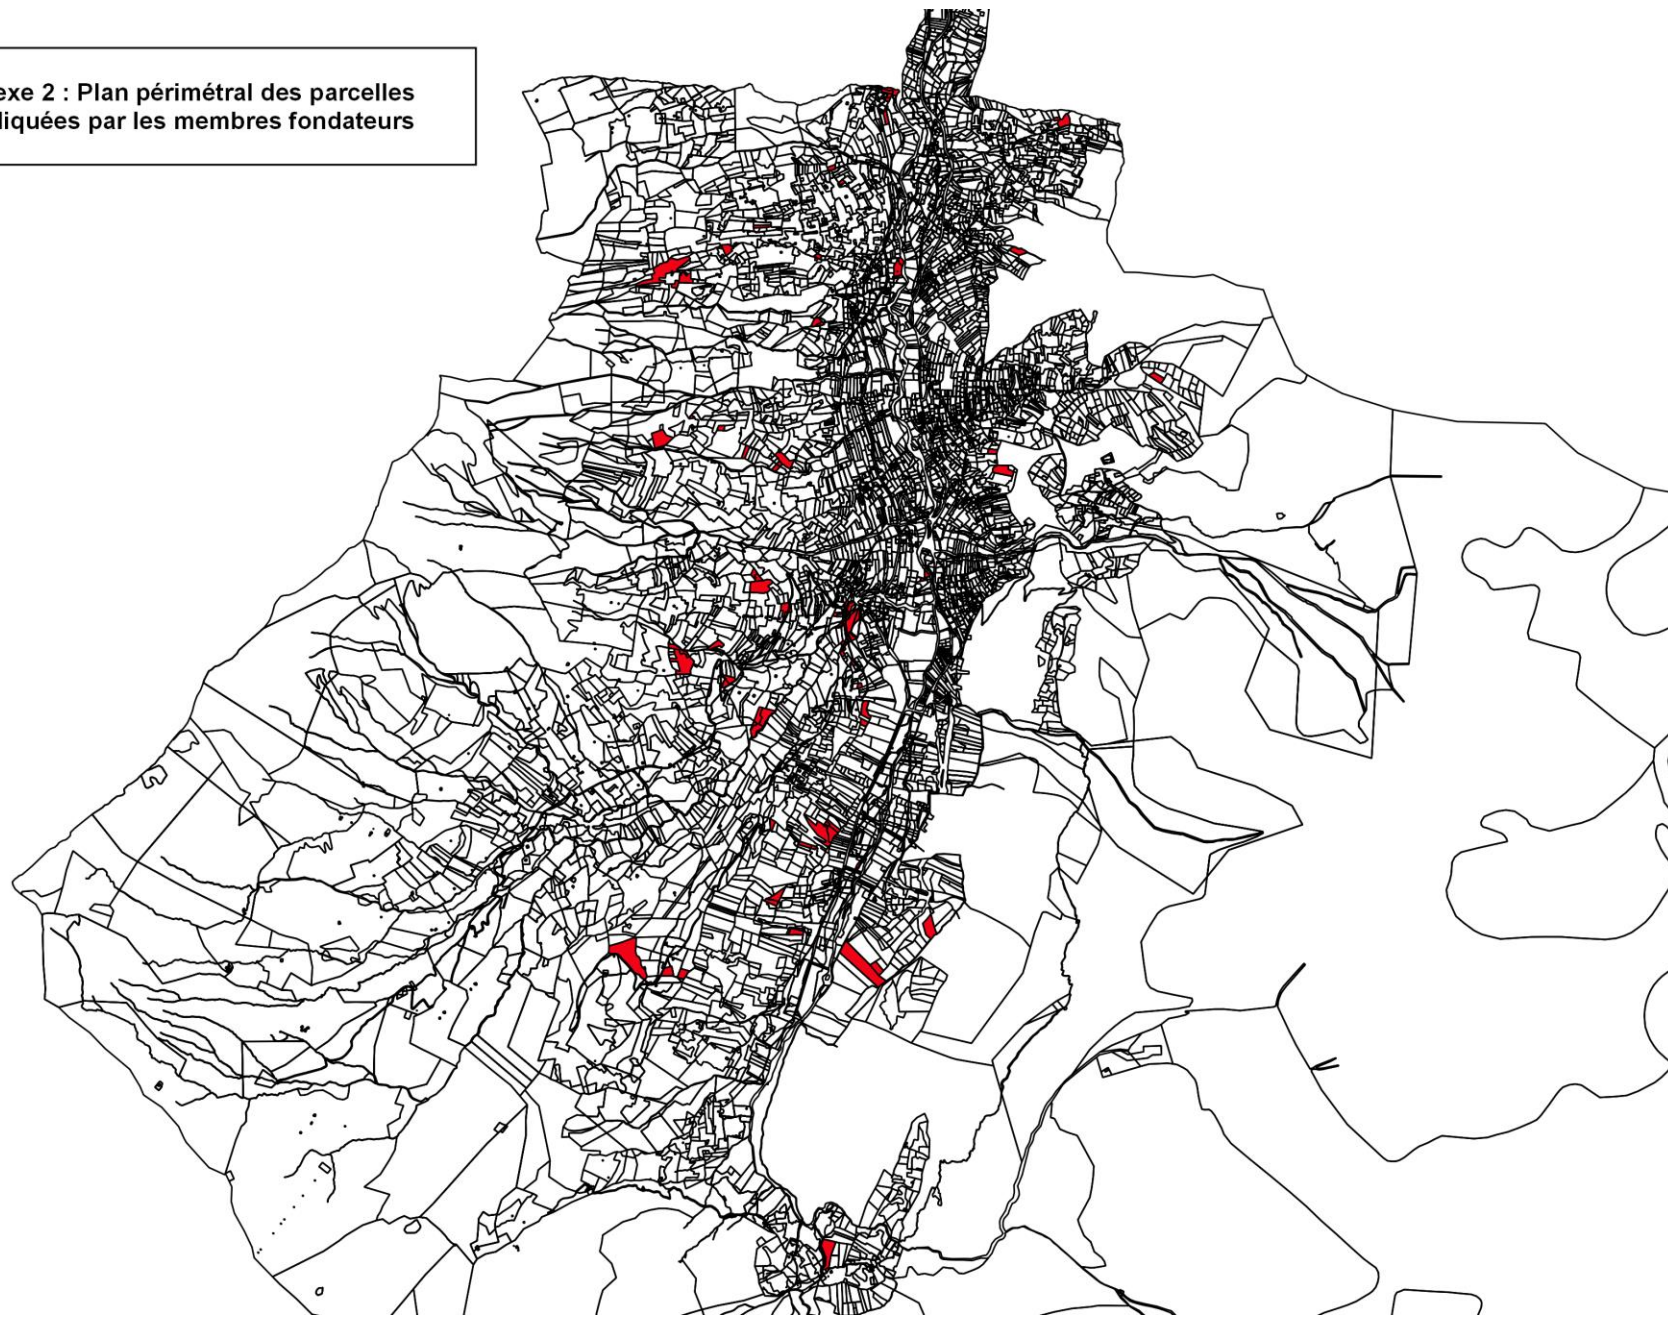 exe 2 : Plan périmétral des parcelles
liquées par les membres fondateurs